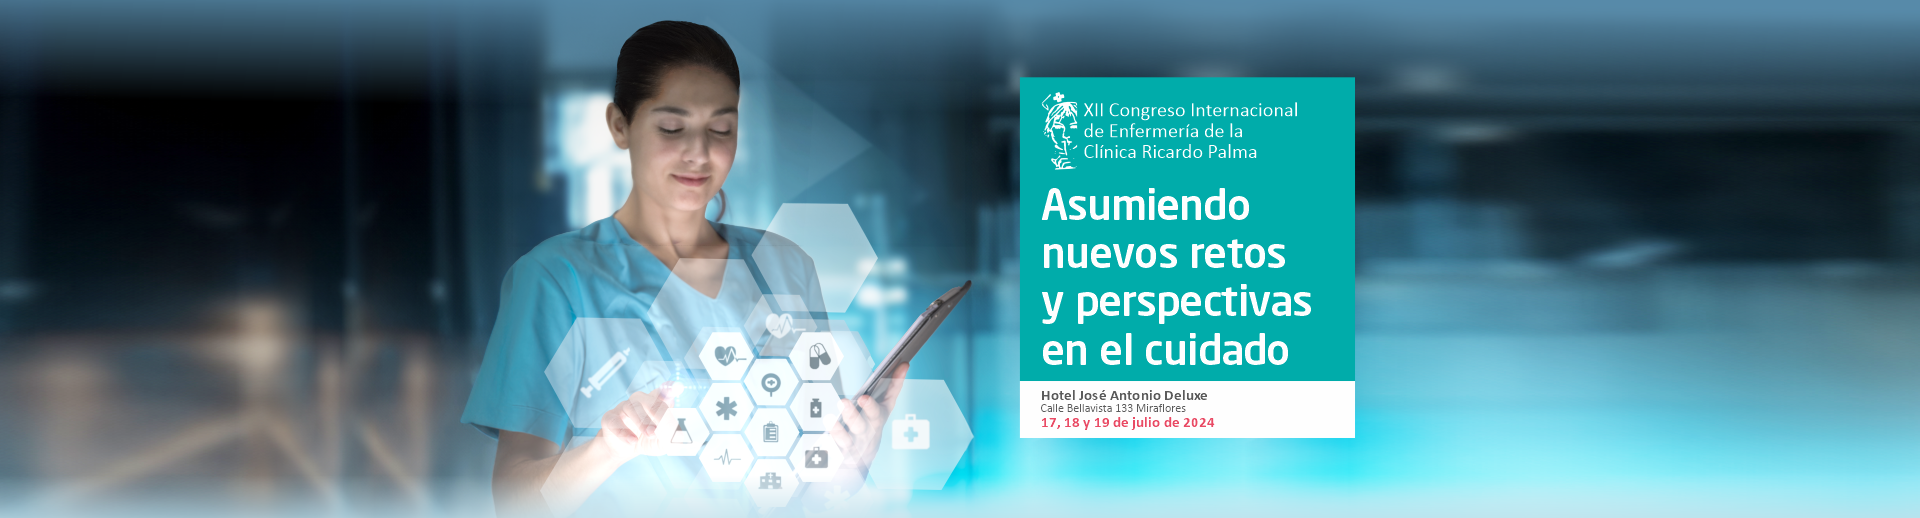 XII Congreso Internacional
de Enfermería de la
Clínica Ricardo Palma
Asumiendo
nuevos retos
y perspectivas
en el cuidado
Hotel José Antonio Deluxe
Calle Bellavista 133 Miraflores
17, 18 y 19 de julio de 2024